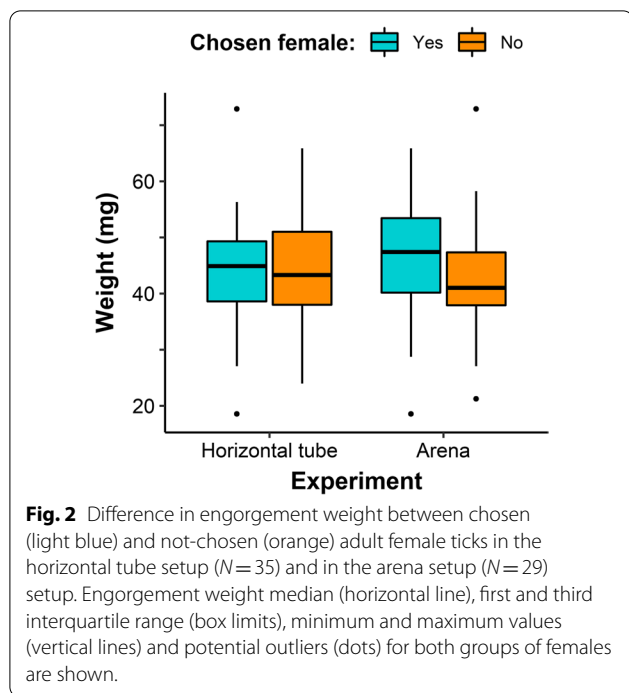 Chosen female: Yes No
Weight (mg)
60
40
20
Horizontal tube Arena
Experiment
Fig. 2 Difference in engorgement weight between chosen
(light blue) and not-chosen (orange) adult female ticks in the
horizontal tube setup (N = 35) and in the arena setup (N = 29)
setup. Engorgement weight median (horizontal line), first and third
interquartile range (box limits), minimum and maximum values
(vertical lines) and potential outliers (dots) for both groups of females
are shown.